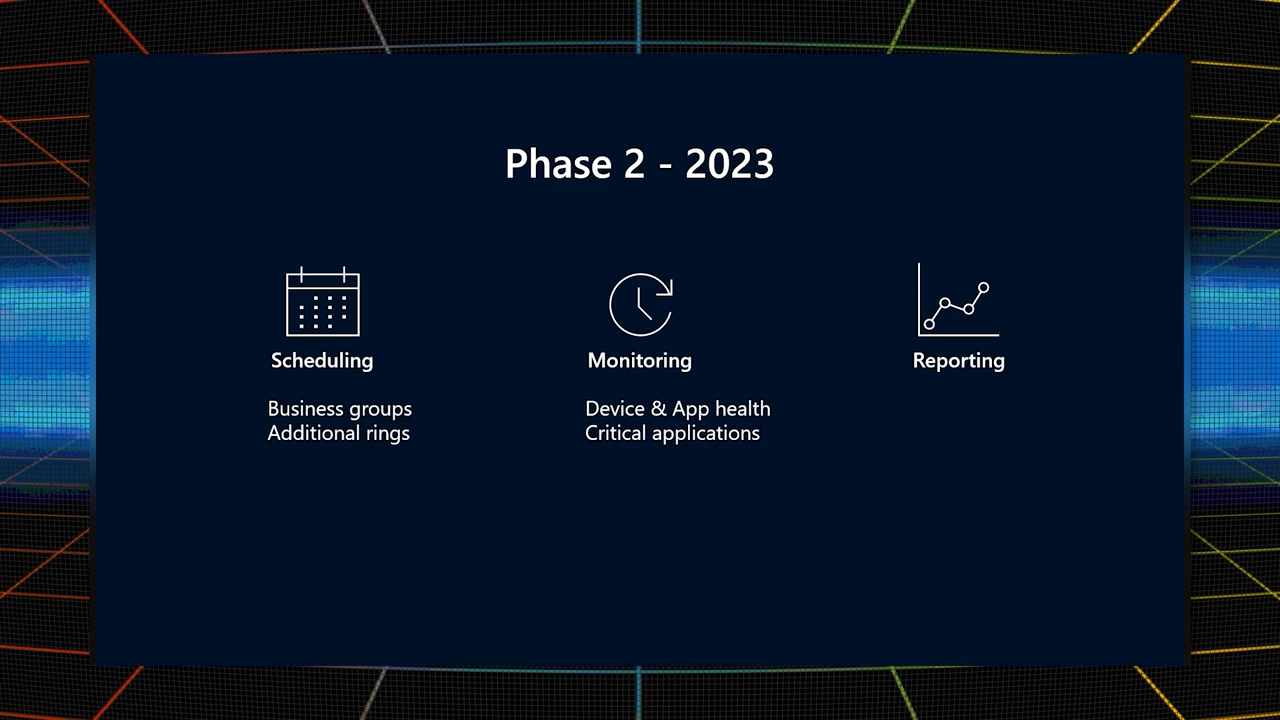 Phase 2 - 2023
Scheduling
Business groups
Additional rings
Monitoring
Device & App health
Critical applications
Reporting